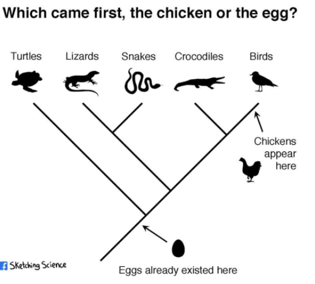 Which came first, the chicken or the egg?
Turtles Lizards Snakes Crocodiles Birds
Chickens
appear
here
f Sketching Science
Eggs already existed here